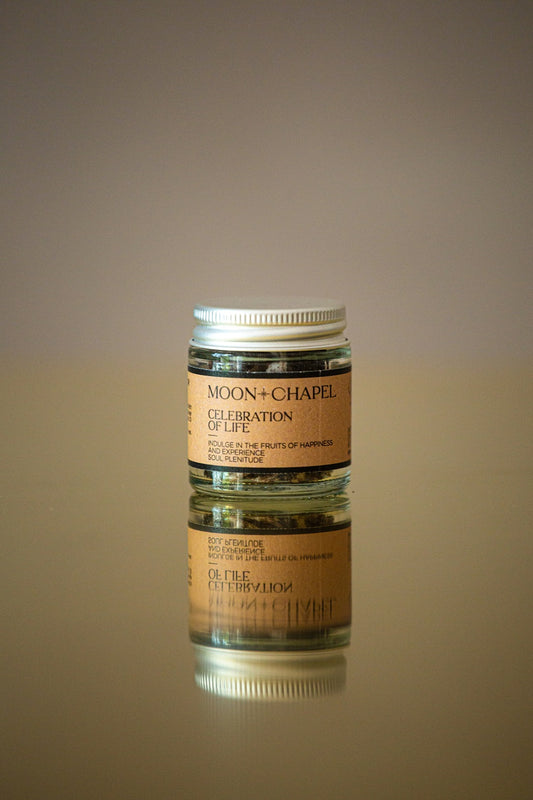 MOON CHAPEL
CELEBRATION
OF LIFE
INDULGE IN THE FRUITS OF HAPPINESS
AND EXPERIENCE
SOUL PLENITUDE